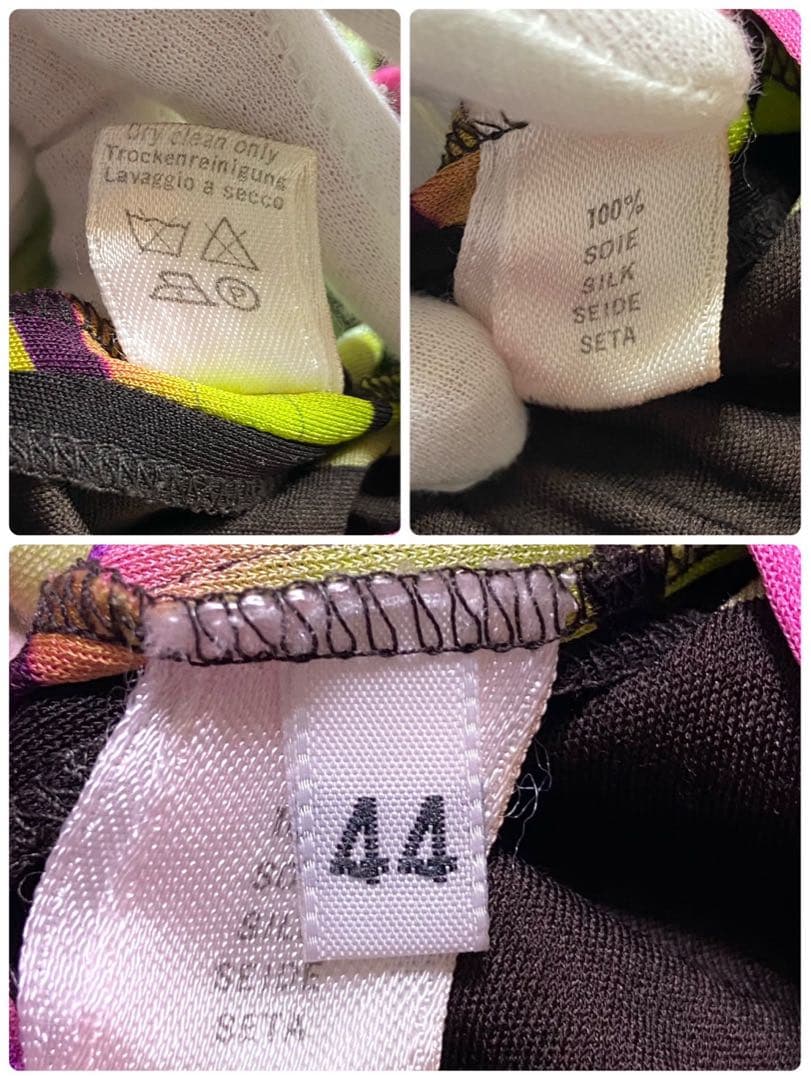 Dry clean only
Trockenreinigung
Lavaggio a secco
P
100%
SOIE
SILK
SEIDE
SETA
44
SEIDE
SETA